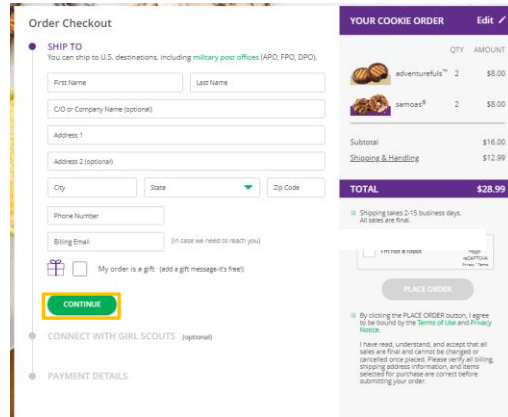 Order Checkout
SHIP TO
You can ship to U.S. destinations, including military post offices (APO, FPO, DPO).
First Name
Last Name
C/O or Company Name (optional)
Address 1
Address 2 (optional)
City
State
Zip Code
Phone Number
Billing Email
(in case we need to reach you)
My order is a gift (add a gift message-it's free!)
CONTINUE
CONNECT WITH GIRL SCOUTS (optional)
PAYMENT DETAILS
YOUR COOKIE ORDER
Edit
QTY AMOUNT
adventurefuls™ 2 $8.00
samoas® 2 $8.00
Subtotal $16.00
Shipping & Handling $12.99
TOTAL $28.99
Shipping takes 2-15 business days.
All sales are final.
I'm not a robot
reCAPTCHA
Privacy - Terms
PLACE ORDER
By clicking the PLACE ORDER button, I agree
to be bound by the Terms of Use and Privacy
Notice.
I have read, understand, and accept that all
sales are final and cannot be changed or
cancelled once placed. Please verify all billing,
shipping address information, and items
selected for purchase are correct before
submitting your order.